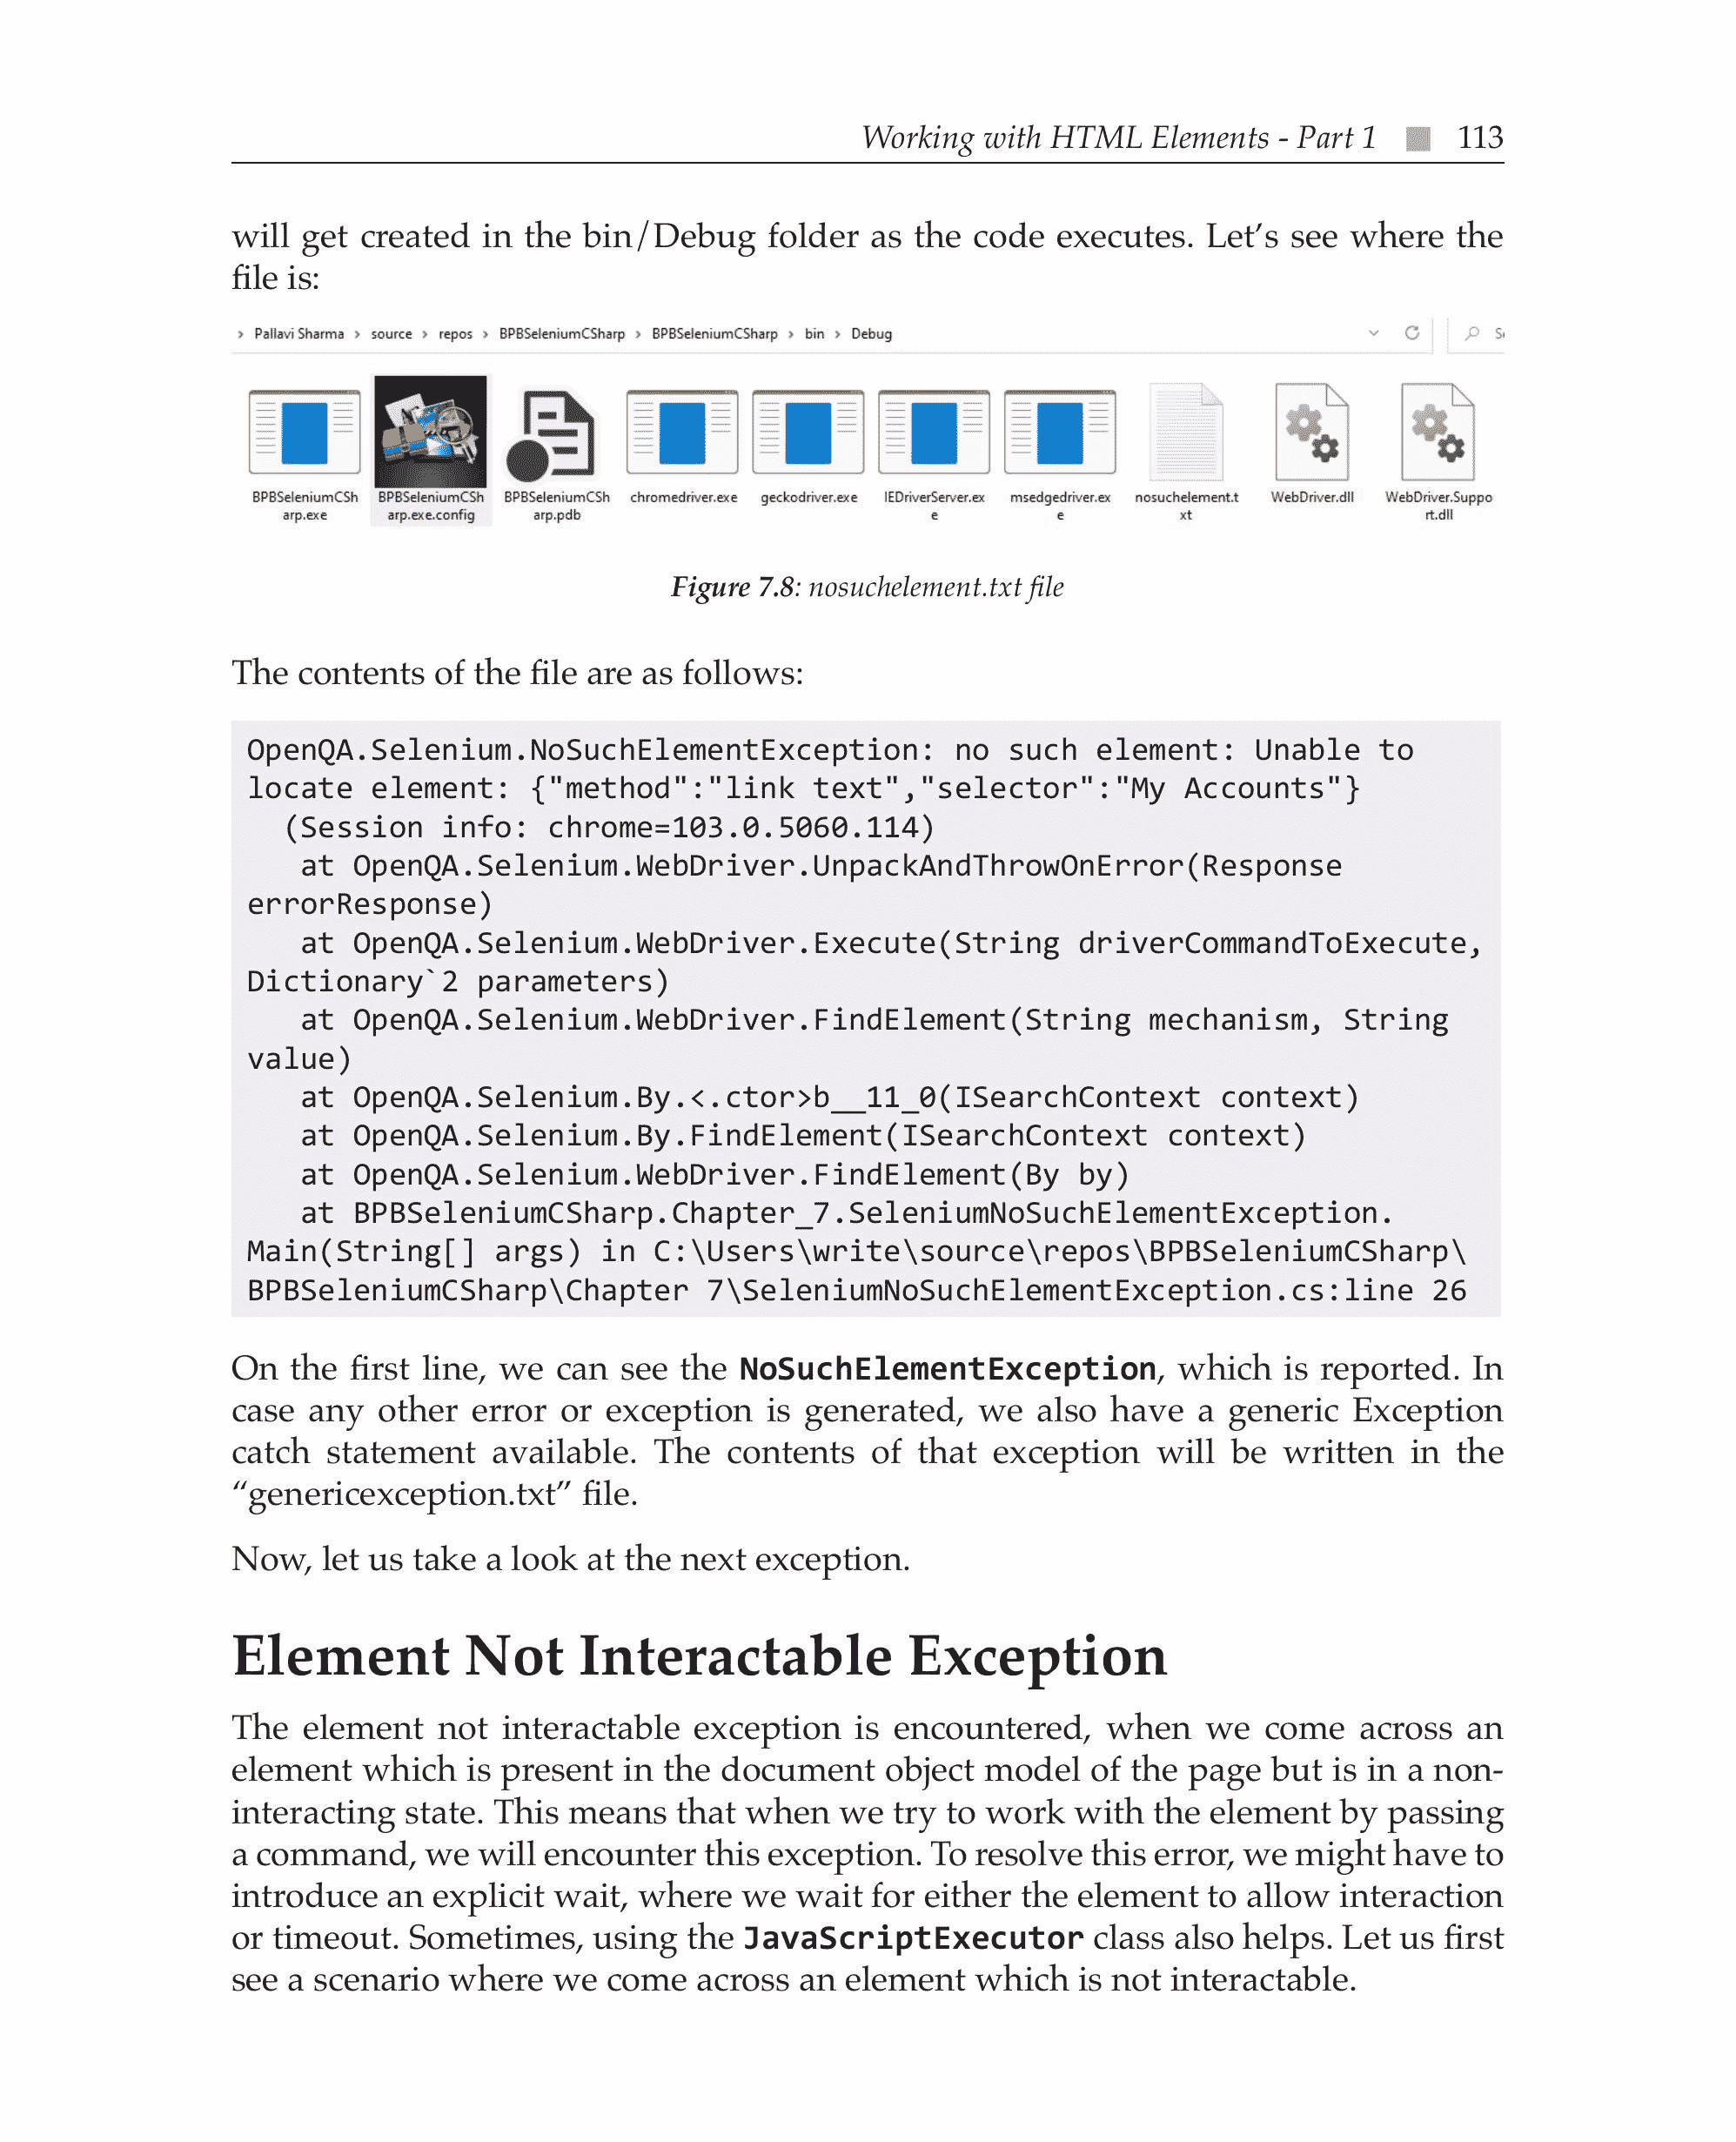 Working with HTML Elements - Part 1 113
will get created in the bin/Debug folder as the code executes. Let’s see where the
file is:
› Pallavi Sharma › source › repos › BPBSeleniumCSharp › BPBSeleniumCSharp › bin › Debug
BPBSeleniumCSh BPBSeleniumCSh BPBSeleniumCSh chromedriver.exe geckodriver.exe IEDriverServer.ex msedgedriver.ex nosuchelement.t WebDriver.dll WebDriver.Suppo
arp.exe arp.exe.config arp.pdb e e xt rt.dll
Figure 7.8: nosuchelement.txt file
The contents of the file are as follows:
OpenQA.Selenium.NoSuchElementException: no such element: Unable to
locate element: {"method":"link text","selector":"My Accounts"}
(Session info: chrome=103.0.5060.114)
at OpenQA.Selenium.WebDriver.UnpackAndThrowOnError(Response
errorResponse)
at OpenQA.Selenium.WebDriver.Execute(String driverCommandToExecute,
Dictionary`2 parameters)
at OpenQA.Selenium.WebDriver.FindElement(String mechanism, String
value)
at OpenQA.Selenium.By.<.ctor>b__11_0(ISearchContext context)
at OpenQA.Selenium.By.FindElement(ISearchContext context)
at OpenQA.Selenium.WebDriver.FindElement(By by)
at BPBSeleniumCSharp.Chapter_7.SeleniumNoSuchElementException.
Main(String[] args) in C:\Users\write\source\repos\BPBSeleniumCSharp\
BPBSeleniumCSharp\Chapter 7\SeleniumNoSuchElementException.cs:line 26
On the first line, we can see the NoSuchElementException, which is reported. In
case any other error or exception is generated, we also have a generic Exception
catch statement available. The contents of that exception will be written in the
“genericexception.txt” file.
Now, let us take a look at the next exception.
Element Not Interactable Exception
The element not interactable exception is encountered, when we come across an
element which is present in the document object model of the page but is in a non-
interacting state. This means that when we try to work with the element by passing
a command, we will encounter this exception. To resolve this error, we might have to
introduce an explicit wait, where we wait for either the element to allow interaction
or timeout. Sometimes, using the JavaScriptExecutor class also helps. Let us first
see a scenario where we come across an element which is not interactable.